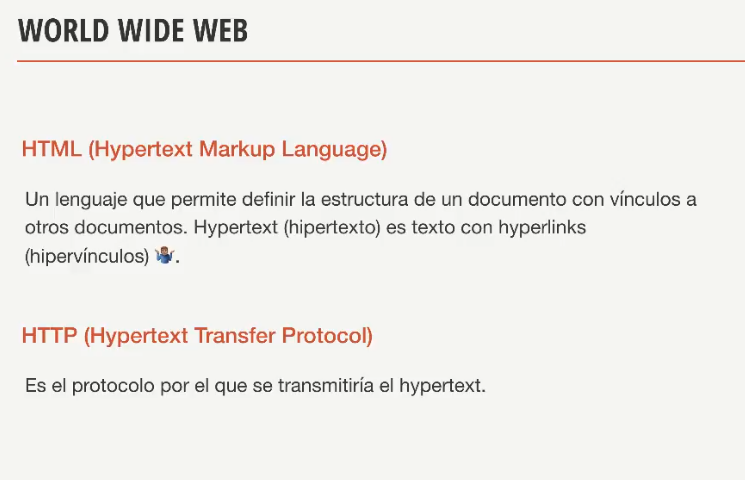 WORLD WIDE WEB
HTML (Hypertext Markup Language)
Un lenguaje que permite definir la estructura de un documento con vínculos a
otros documentos. Hypertext (hipertexto) es texto con hyperlinks
(hipervínculos) 🤷🏽‍♂️.
HTTP (Hypertext Transfer Protocol)
Es el protocolo por el que se transmitiría el hypertext.